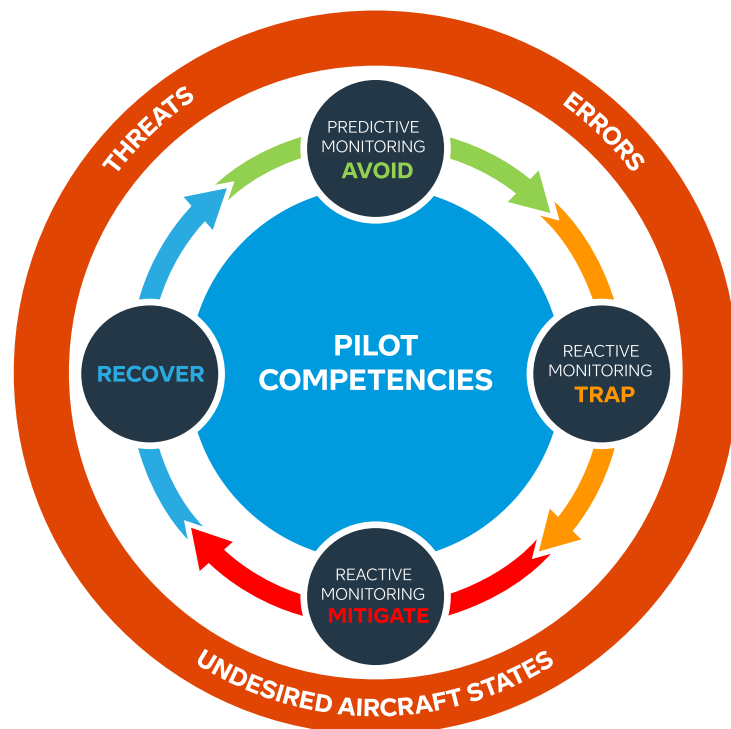 THREATS
ERRORS
PREDICTIVE
MONITORING
AVOID
PILOT
COMPETENCIES
RECOVER
REACTIVE
MONITORING
TRAP
REACTIVE
MONITORING
MITIGATE
UNDESIRED AIRCRAFT STATES